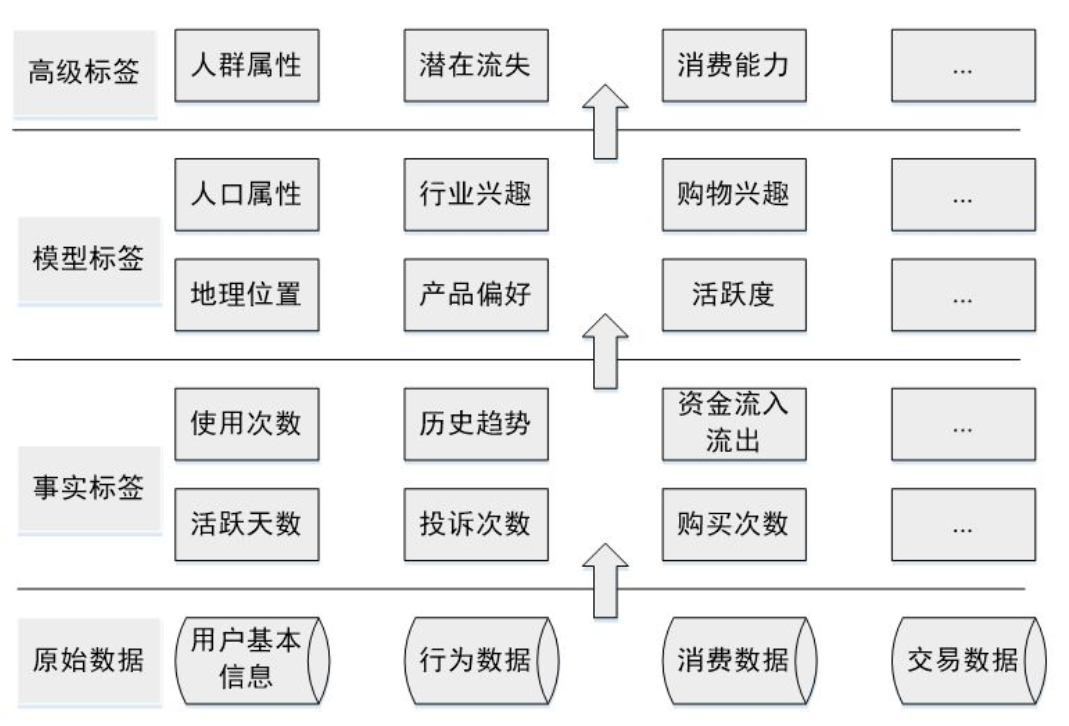 高级标签
人群属性
潜在流失
消费能力
...
模型标签
人口属性
行业兴趣
购物兴趣
...
地理位置
产品偏好
活跃度
...
事实标签
使用次数
历史趋势
资金流入
流出
...
活跃天数
投诉次数
购买次数
...
原始数据
用户基本
信息
行为数据
消费数据
交易数据